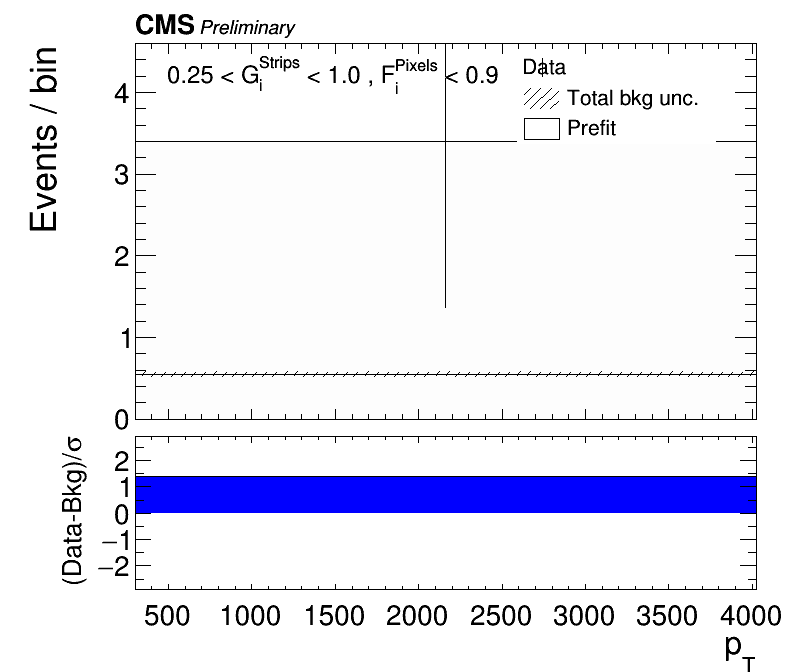 CMS Preliminary
0.25 < G_i^Strips < 1.0 , F_i^Pixels < 0.9
Data
Total bkg unc.
Prefit
Events / bin
4
3
2
1
0
(Data-Bkg)/σ
2
1
0
−1
−2
500 1000 1500 2000 2500 3000 3500 4000
p_T